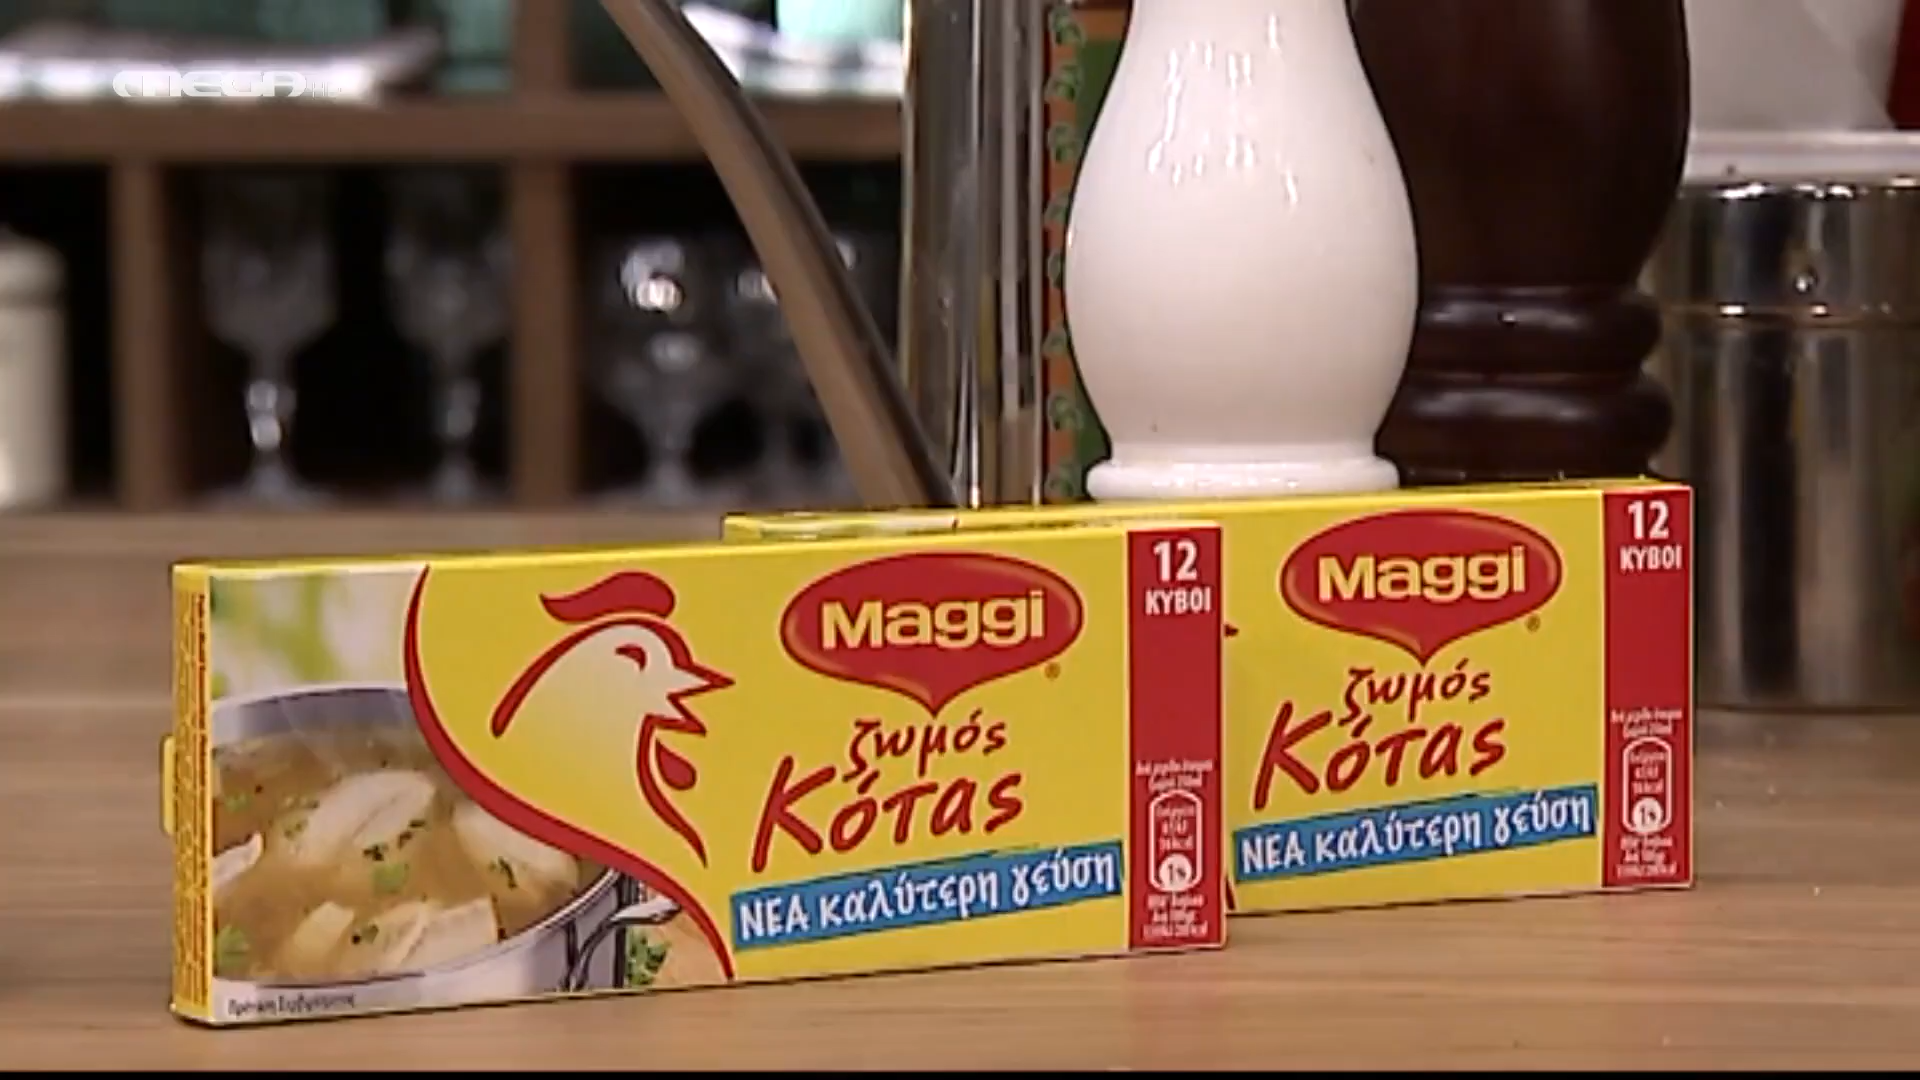 MEGA
Maggi
ζωμός
Κότας
ΝΕΑ καλύτερη γεύση
12
ΚΥΒΟΙ
Maggi
ζωμός
Κότας
ΝΕΑ καλύτερη γεύση
12
ΚΥΒΟΙ